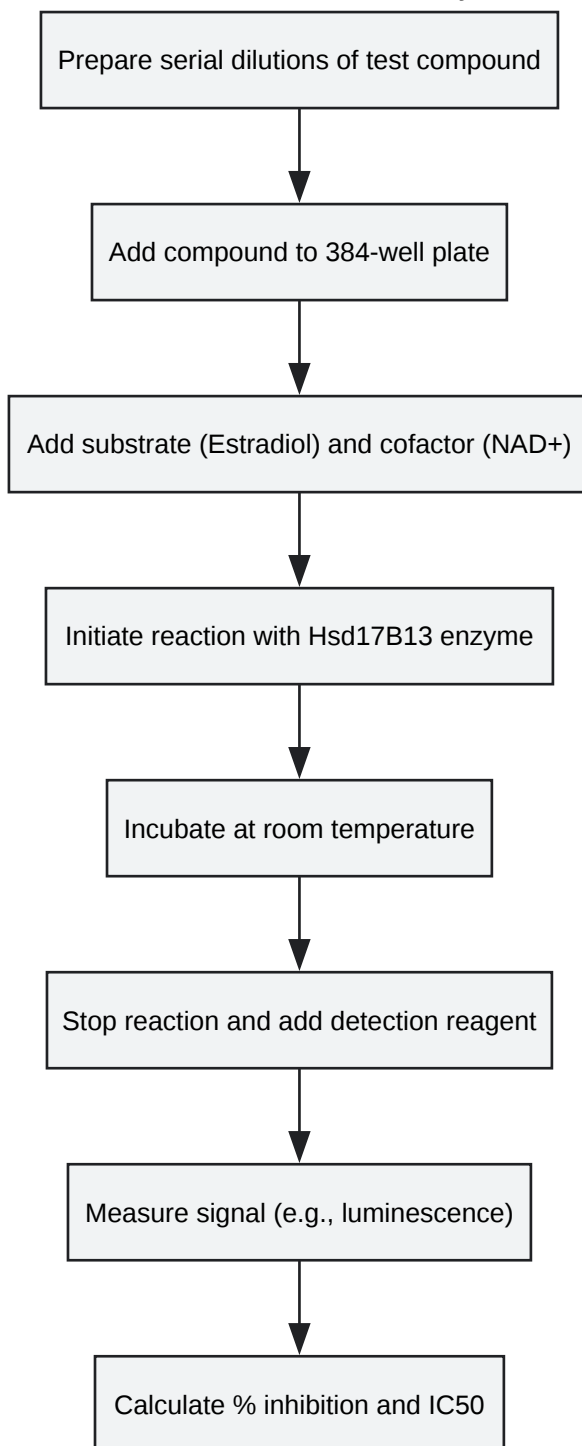 Prepare serial dilutions of test compound
Add compound to 384-well plate
Add substrate (Estradiol) and cofactor (NAD+)
Initiate reaction with Hsd17B13 enzyme
Incubate at room temperature
Stop reaction and add detection reagent
Measure signal (e.g., luminescence)
Calculate % inhibition and IC50